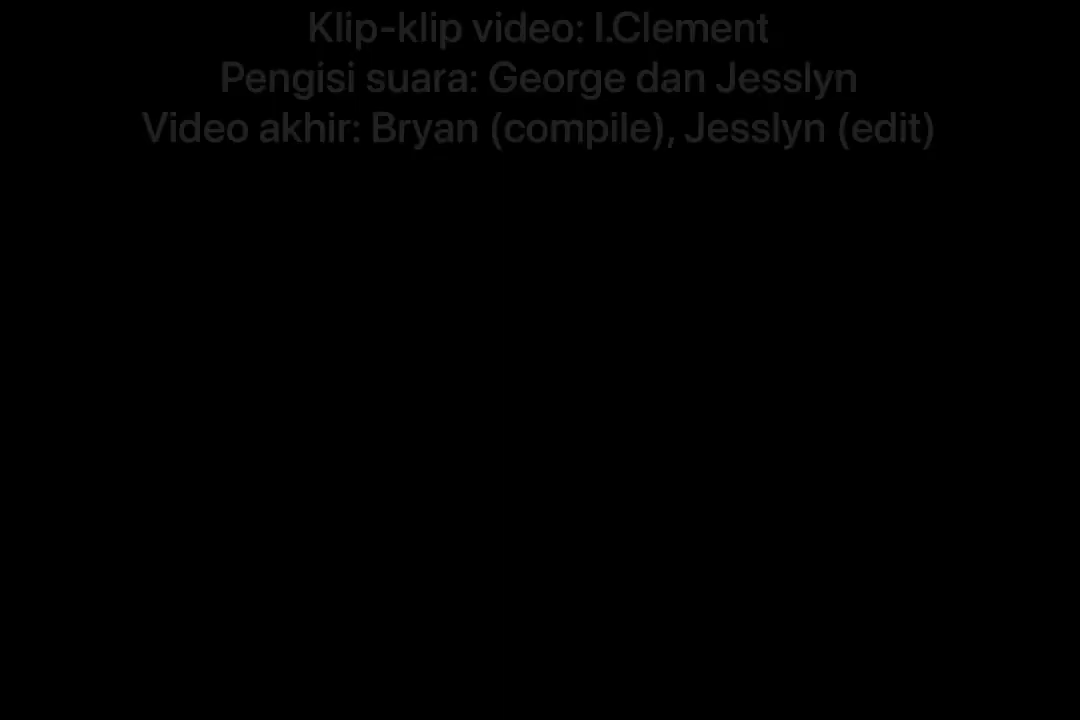 Klip-klip video: I.Clement
Pengisi suara: George dan Jesslyn
Video akhir: Bryan (compile), Jesslyn (edit)